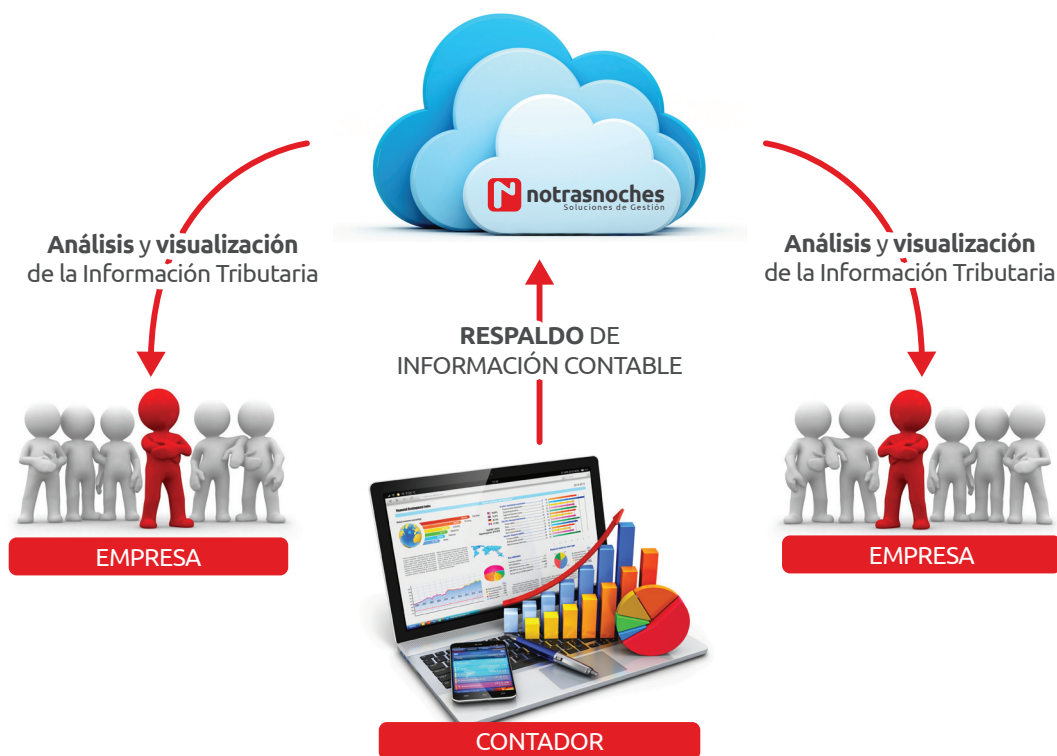 notrasnoches
Soluciones de Gestión
Análisis y visualización
de la Información Tributaria
Análisis y visualización
de la Información Tributaria
RESPALDO DE
INFORMACIÓN CONTABLE
EMPRESA
EMPRESA
CONTADOR